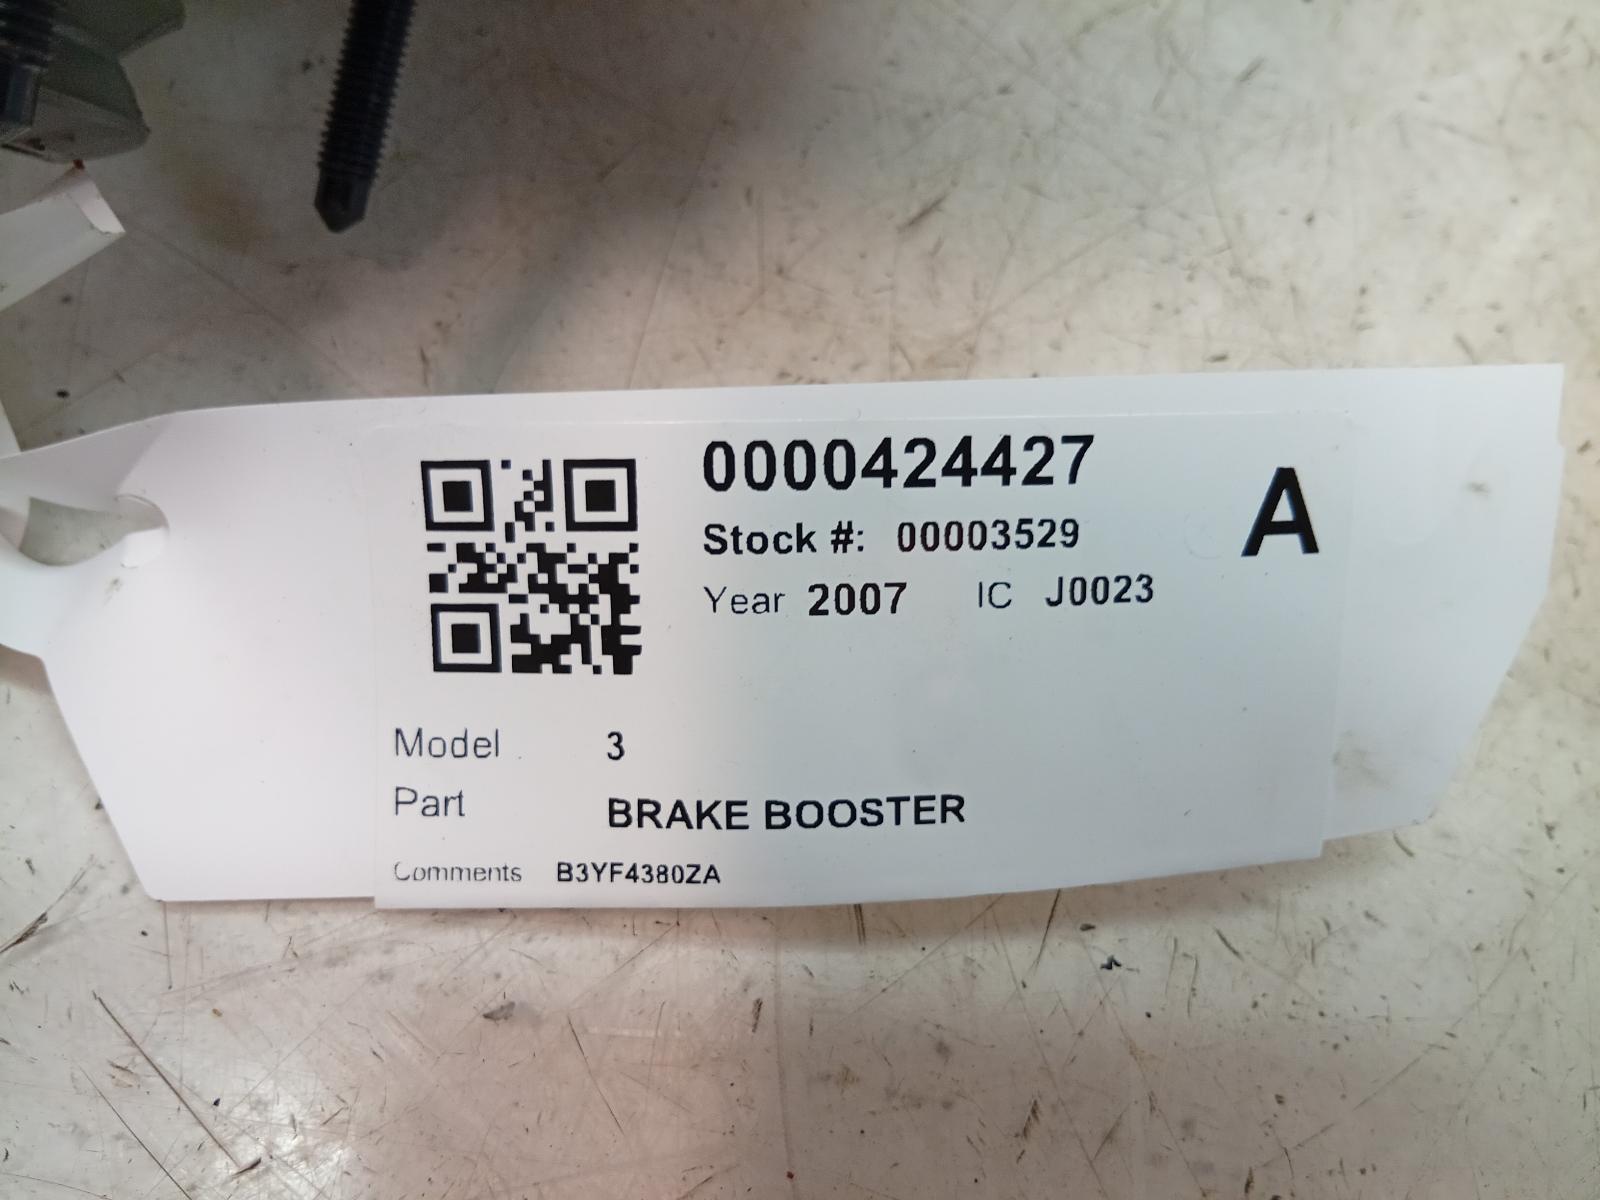 0000424427
A
Stock #: 00003529
Year 2007 IC J0023
Model 3
Part BRAKE BOOSTER
Comments B3YF4380ZA